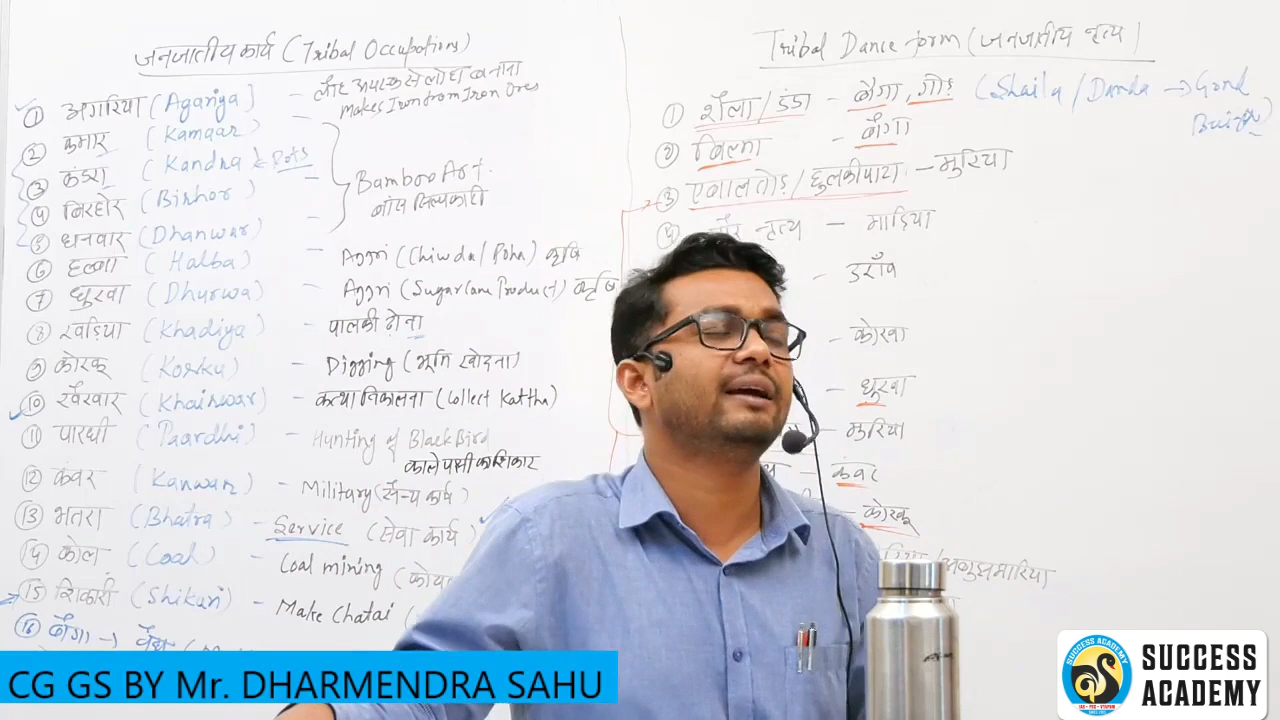 जनजातीय कार्य (Tribal Occupations)
① अगारिया (Agariya) - लौह अयस्क से लोहा बनाना
makes Iron from Iron Ores
② कमार (Kamaar)
③ कंडरा (Kandra) & Pots
④ बिरहोर (Birhor)
⑤ धनवार (Dhanwar) -
Bamboo Art.
बांस शिल्पकारी
⑥ हल्बा (Halba) - Aggri (Chiwda/Poha) कृषि
⑦ धुरवा (Dhurwa) - Aggri (Sugarcane Product) कृषि
⑧ खड़िया (Khadiya) - पालकी ढोना
⑨ कोरकू (Korku) - Digging (भूमि खोदना)
⑩ खैरवार (Khairwar) - कत्था निकालना (Collect Kattha)
⑪ पारधी (Paardhi) - Hunting of Black Bird
काले पक्षी का शिकार
⑫ कंवर (Kanwar) - Military (सैन्य कार्य)
⑬ भतरा (Bhatra) - Service (सेवा कार्य)
⑭ कोल (Coal) - Coal mining
⑮ शिकारी (Shikari) - Make Chatai
⑯ बैगा →
Tribal Dance form (जनजातीय नृत्य)
① शैला/डंडा - बैगा, गोंड (Shaila/Danda → Gond
② बिल्मा - बैगा
③ एबालतोर/हुलकीपाटा - मुरिया
नृत्य - माड़िया
- उराँव
- कोरवा
- धुरवा
- मुरिया
- कंवर
- कोरकू
CG GS BY Mr. DHARMENDRA SAHU
SUCCESS ACADEMY
SUCCESS
ACADEMY